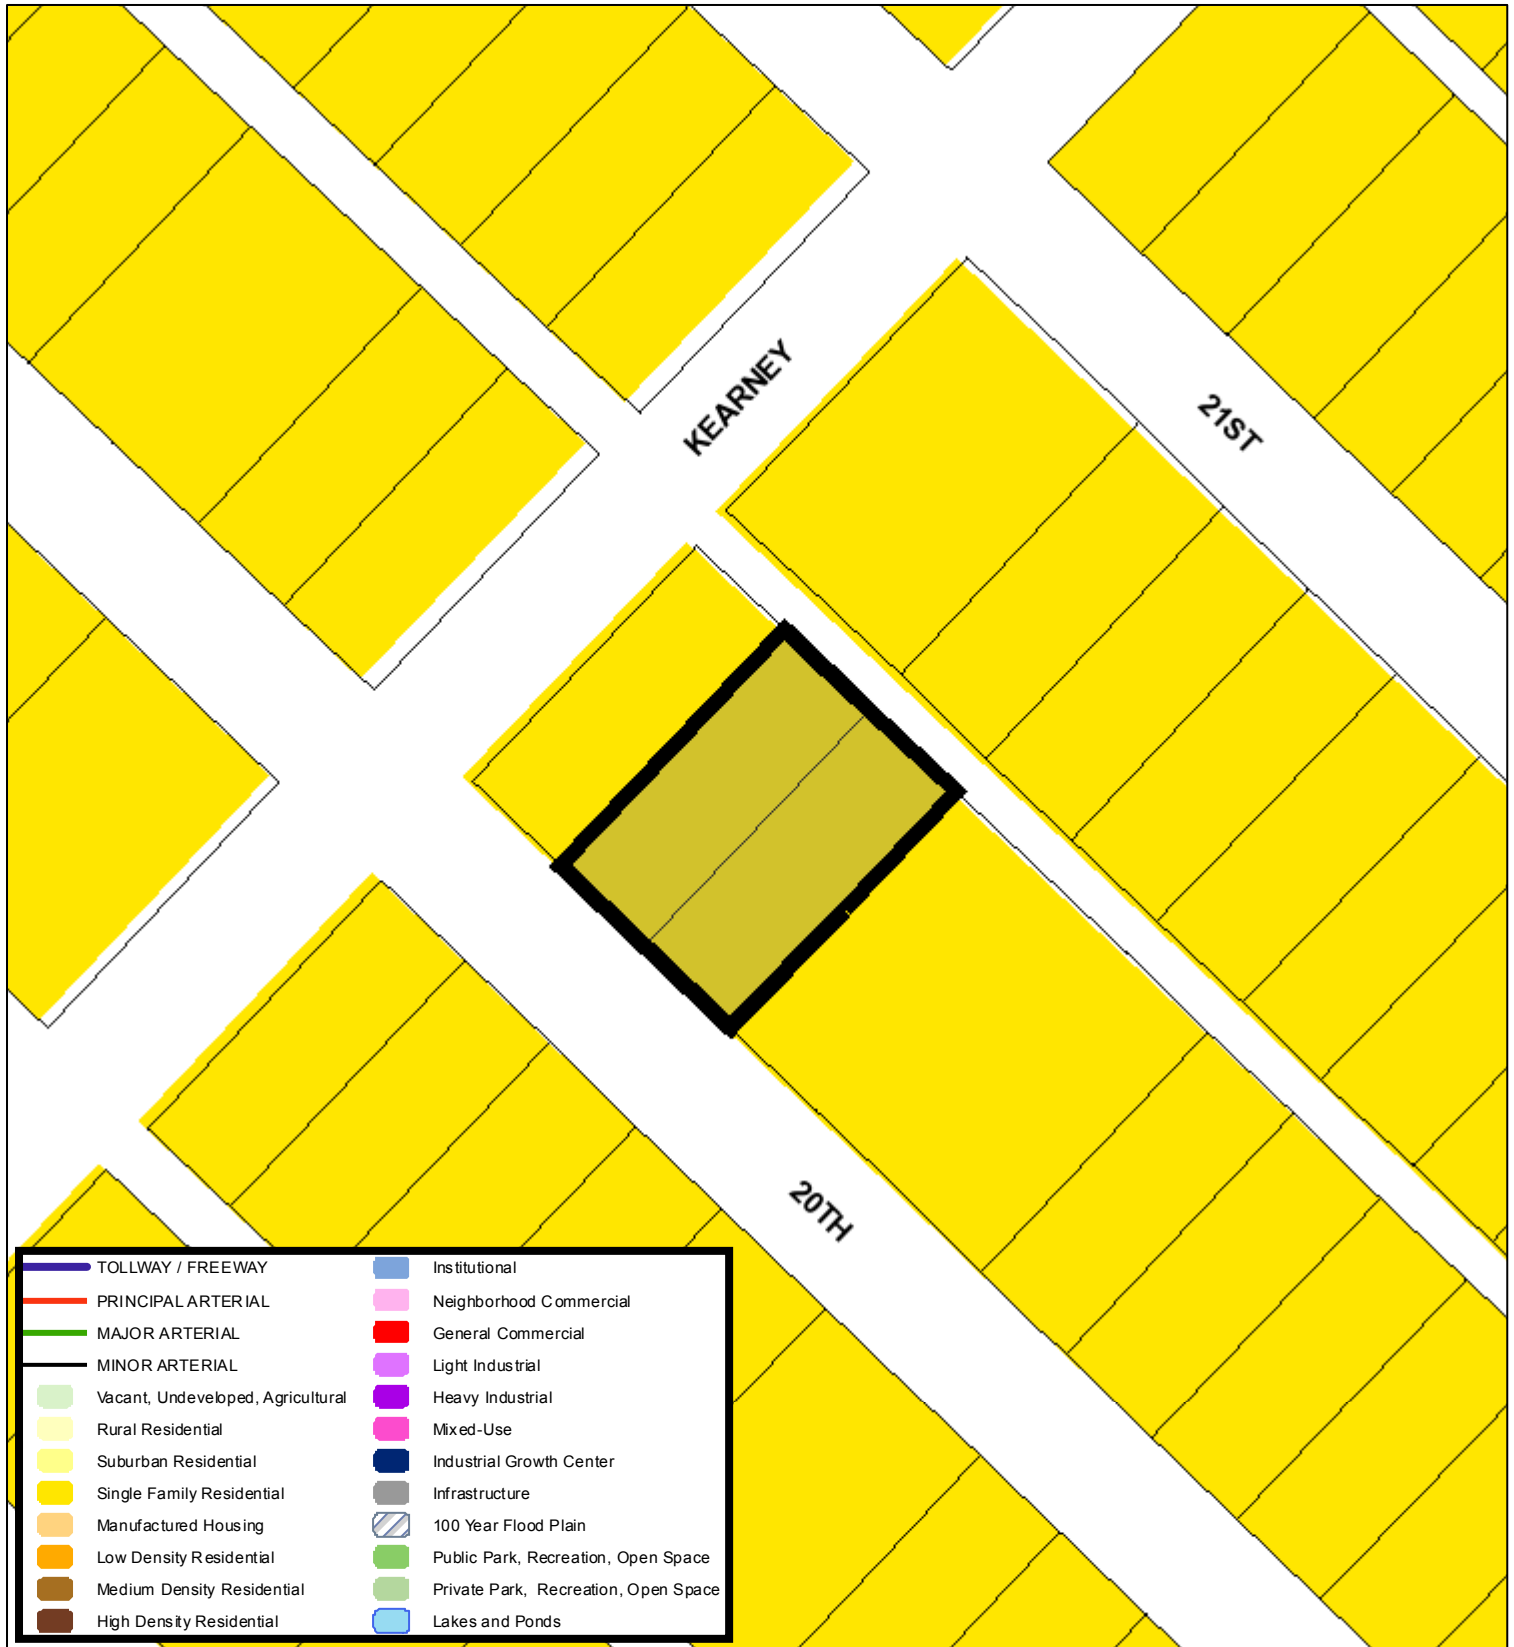 KEARNEY
21ST
20TH
TOLLWAY / FREEWAY
PRINCIPAL ARTERIAL
MAJOR ARTERIAL
MINOR ARTERIAL
Vacant, Undeveloped, Agricultural
Rural Residential
Suburban Residential
Single Family Residential
Manufactured Housing
Low Density Residential
Medium Density Residential
High Density Residential
Institutional
Neighborhood Commercial
General Commercial
Light Industrial
Heavy Industrial
Mixed-Use
Industrial Growth Center
Infrastructure
100 Year Flood Plain
Public Park, Recreation, Open Space
Private Park, Recreation, Open Space
Lakes and Ponds